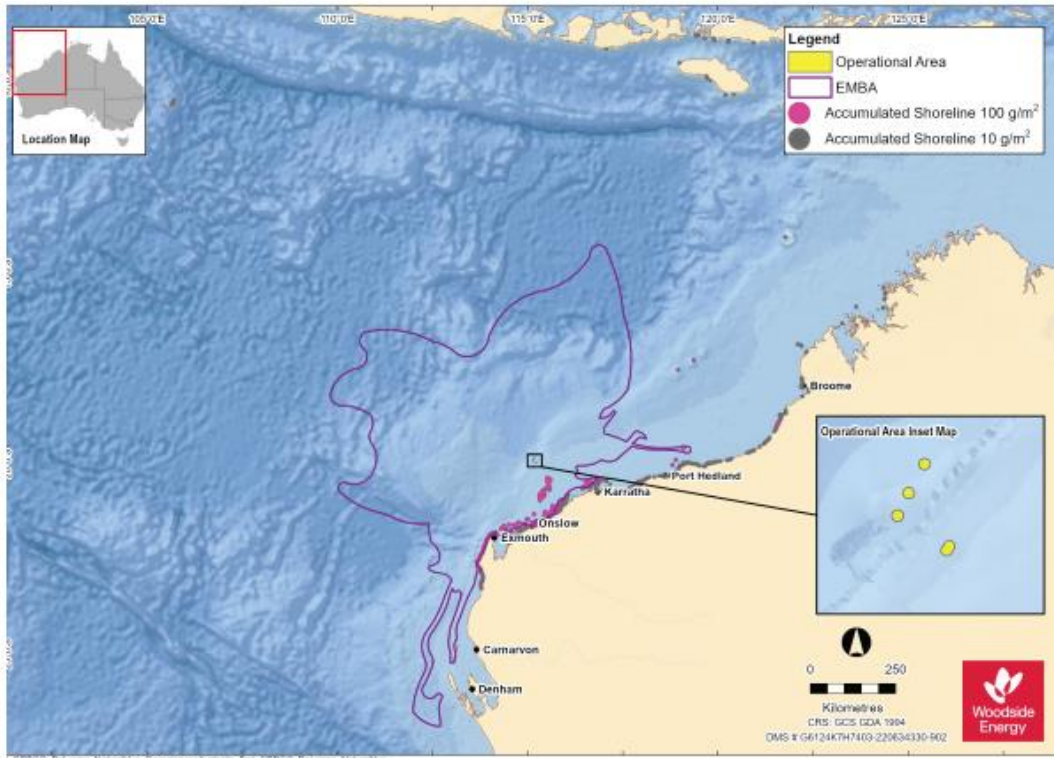 105°0'E
110°0'E
115°0'E
120°0'E
125°0'E
Location Map
Legend
Operational Area
EMBA
Accumulated Shoreline 100 g/m²
Accumulated Shoreline 10 g/m²
Broome
Operational Area Inset Map
Port Hedland
Karratha
Onslow
Exmouth
Carnarvon
Denham
0 250
Kilometres
CRS: GCS GDA 1994
DMS # G6124K7H7403-220634330-902
Woodside
Energy